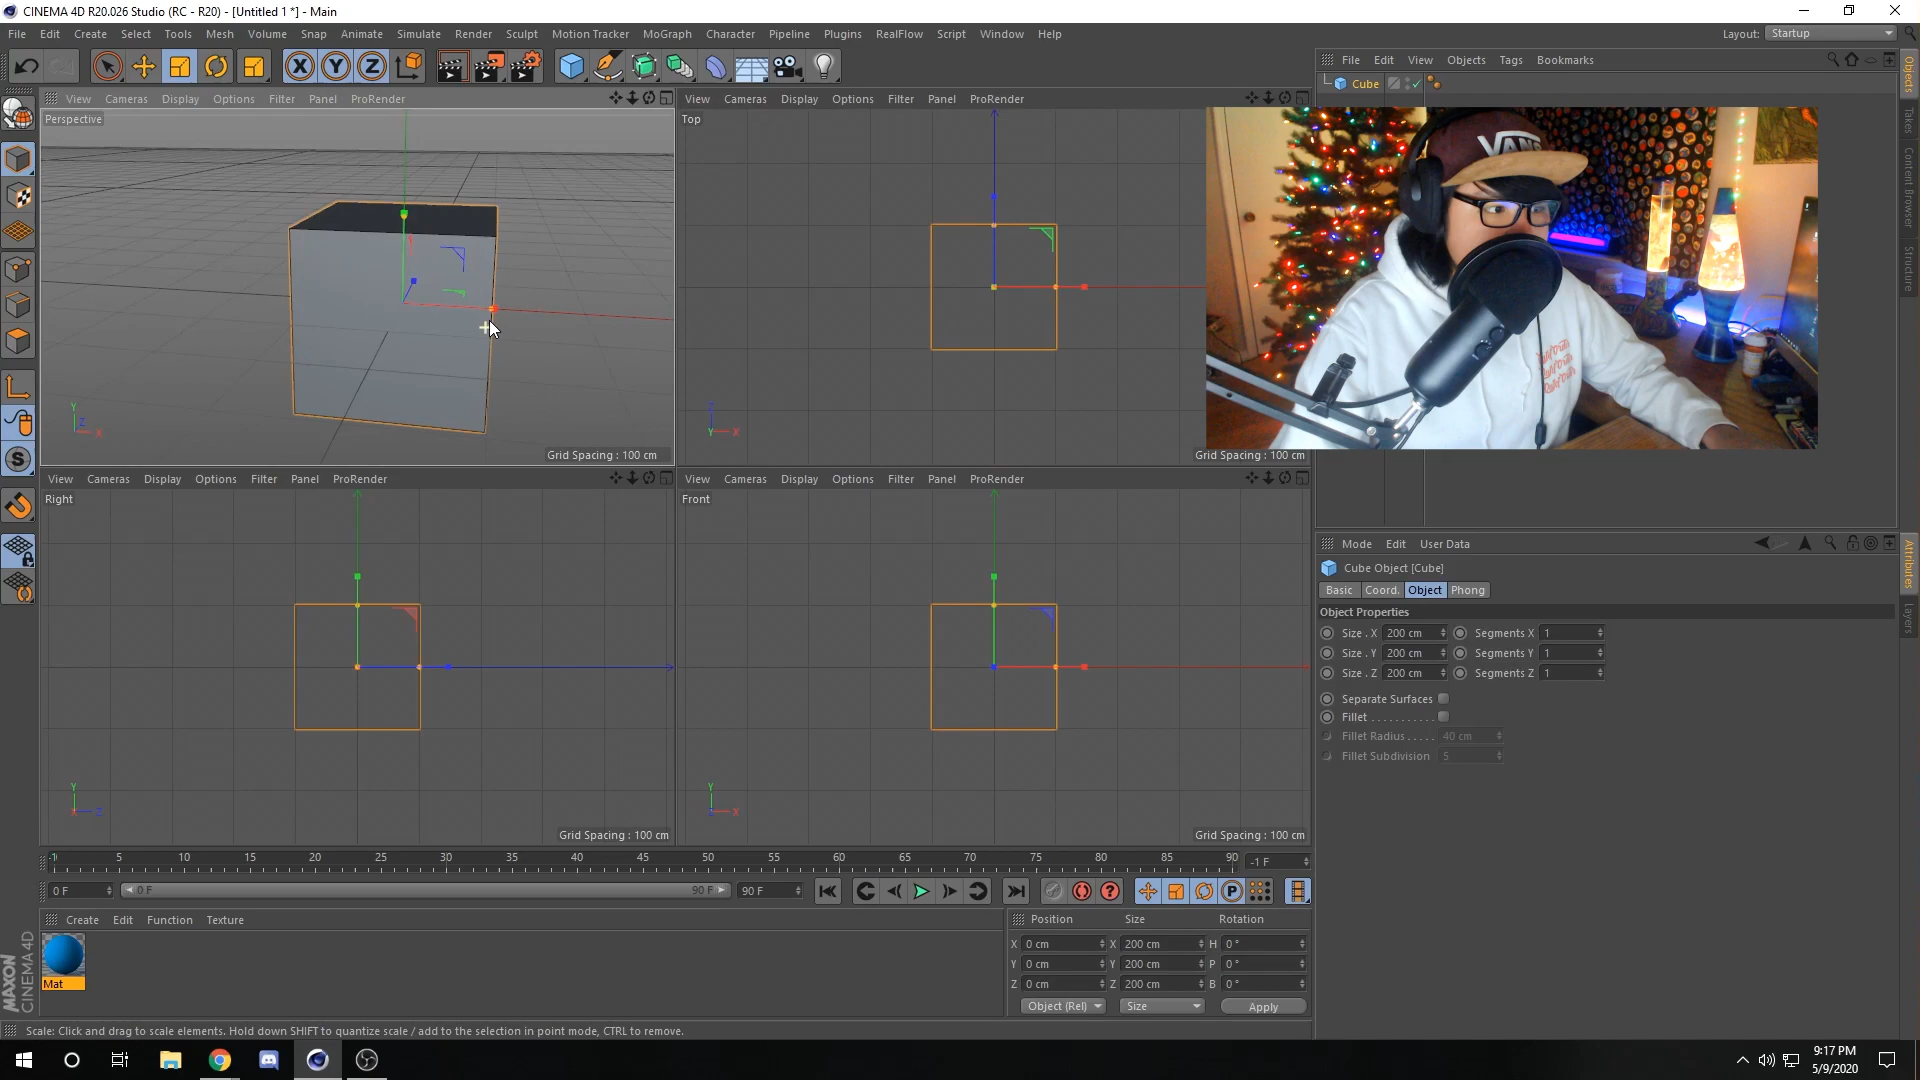 CINEMA 4D R20.026 Studio (RC - R20) - [Untitled 1 *] - Main
File Edit Create Select Tools Mesh Volume Snap Animate Simulate Render Sculpt Motion Tracker MoGraph Character Pipeline Plugins RealFlow Script Window Help
Layout: Startup
X Y Z
File Edit View Objects Tags Bookmarks
Cube
View Cameras Display Options Filter Panel ProRender
View Cameras Display Options Filter Panel ProRender
Perspective
Top
VANS
Y Z X
Z Y X
Grid Spacing : 100 cm
Grid Spacing : 100 cm
View Cameras Display Options Filter Panel ProRender
View Cameras Display Options Filter Panel ProRender
Right
Front
Y X Z
Y Z X
Grid Spacing : 100 cm
Grid Spacing : 100 cm
Objects
Takes
Content Browser
Structure
Attributes
Layers
Mode Edit User Data
Cube Object [Cube]
Basic Coord. Object Phong
Object Properties
Size . X 200 cm Segments X 1
Size . Y 200 cm Segments Y 1
Size . Z 200 cm Segments Z 1
Separate Surfaces
Fillet . . . . . . . . . . .
Fillet Radius . . . . . 40 cm
Fillet Subdivision 5
-1 5 10 15 20 25 30 35 40 45 50 55 60 65 70 75 80 85 90 -1 F
0 F 0 F 90 F 90 F
P
Create Edit Function Texture
Mat
MAXON
CINEMA 4D
Position Size Rotation
X 0 cm X 200 cm H 0 °
Y 0 cm Y 200 cm P 0 °
Z 0 cm Z 200 cm B 0 °
Object (Rel) Size Apply
Scale: Click and drag to scale elements. Hold down SHIFT to quantize scale / add to the selection in point mode, CTRL to remove.
9:17 PM
5/9/2020